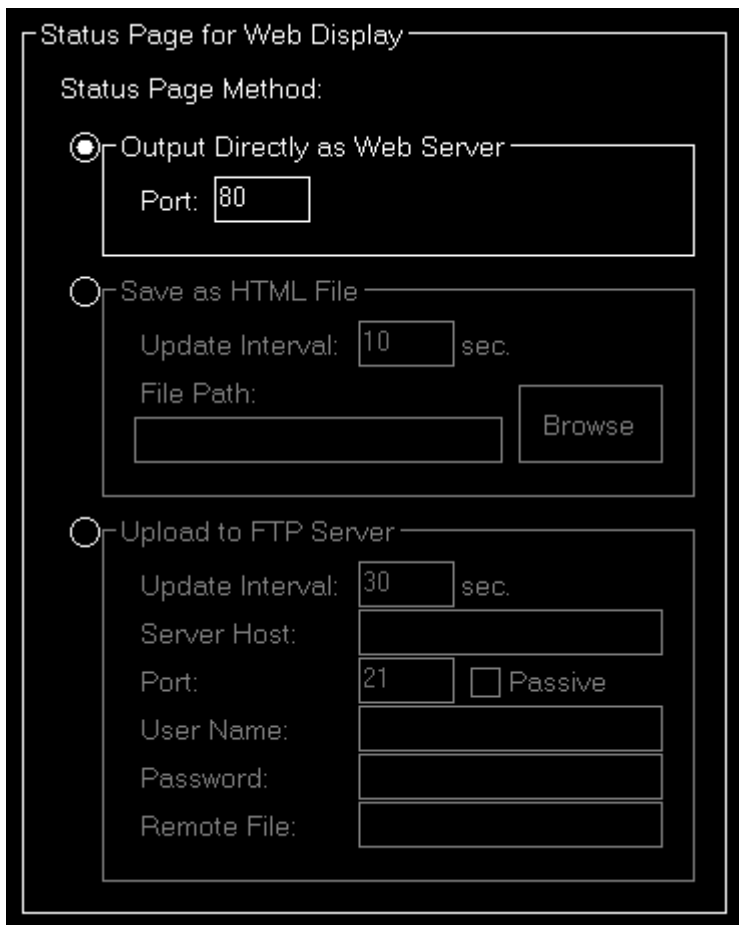 Status Page for Web Display
Status Page Method:
Output Directly as Web Server
Port: 80
Save as HTML File
Update Interval: 10 sec.
File Path:
Browse
Upload to FTP Server
Update Interval: 30 sec.
Server Host:
Port: 21 Passive
User Name:
Password:
Remote File: